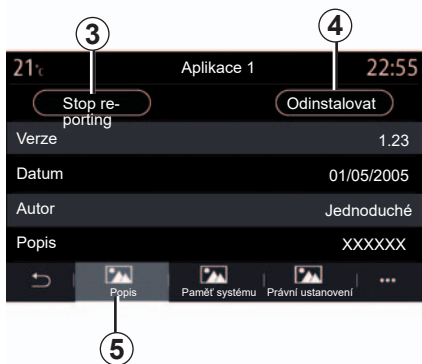 3
4
21°c Aplikace 1 22:55
Stop re-
porting
Odinstalovat
Verze 1.23
Datum 01/05/2005
Autor Jednoduché
Popis XXXXXX
Popis Paměť systému Právní ustanovení
5